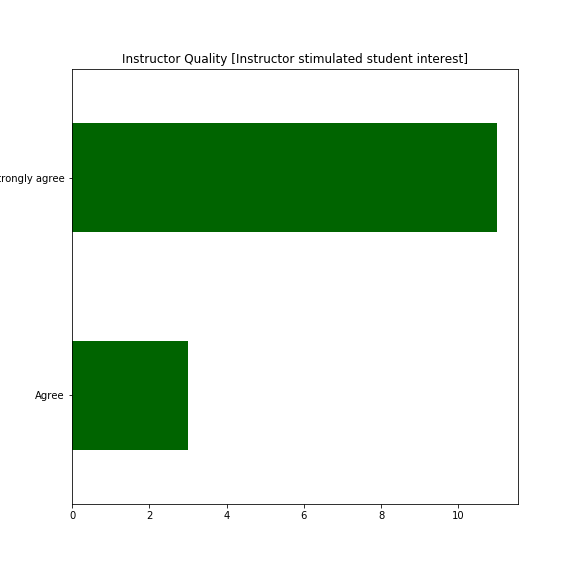 Instructor Quality [Instructor stimulated student interest]
trongly agree
Agree
0 2 4 6 8 10